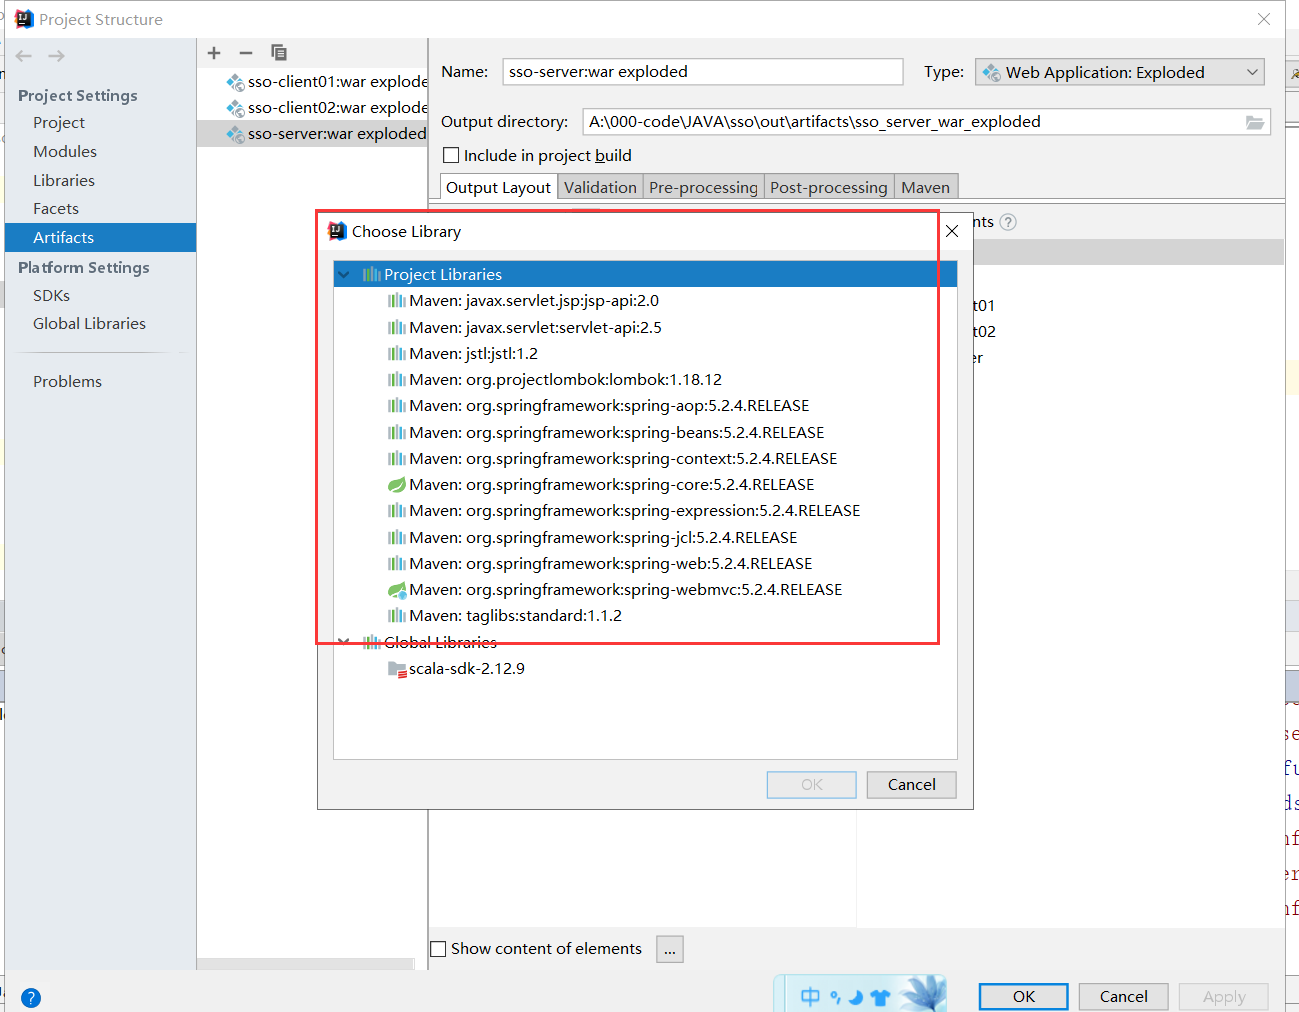 Project Structure
Project Settings
Project
Modules
Libraries
Facets
Artifacts
Platform Settings
SDKs
Global Libraries
Problems
sso-client01:war explode
sso-client02:war explode
sso-server:war exploded
Name:
sso-server:war exploded
Type:
Web Application: Exploded
Output directory:
A:\000-code\JAVA\sso\out\artifacts\sso_server_war_exploded
Include in project build
Output Layout
Validation
Pre-processing
Post-processing
Maven
nts
t01
t02
er
Choose Library
Project Libraries
Maven: javax.servlet.jsp:jsp-api:2.0
Maven: javax.servlet:servlet-api:2.5
Maven: jstl:jstl:1.2
Maven: org.projectlombok:lombok:1.18.12
Maven: org.springframework:spring-aop:5.2.4.RELEASE
Maven: org.springframework:spring-beans:5.2.4.RELEASE
Maven: org.springframework:spring-context:5.2.4.RELEASE
Maven: org.springframework:spring-core:5.2.4.RELEASE
Maven: org.springframework:spring-expression:5.2.4.RELEASE
Maven: org.springframework:spring-jcl:5.2.4.RELEASE
Maven: org.springframework:spring-web:5.2.4.RELEASE
Maven: org.springframework:spring-webmvc:5.2.4.RELEASE
Maven: taglibs:standard:1.1.2
Global Libraries
scala-sdk-2.12.9
OK
Cancel
Show content of elements
...
中
OK
Cancel
Apply